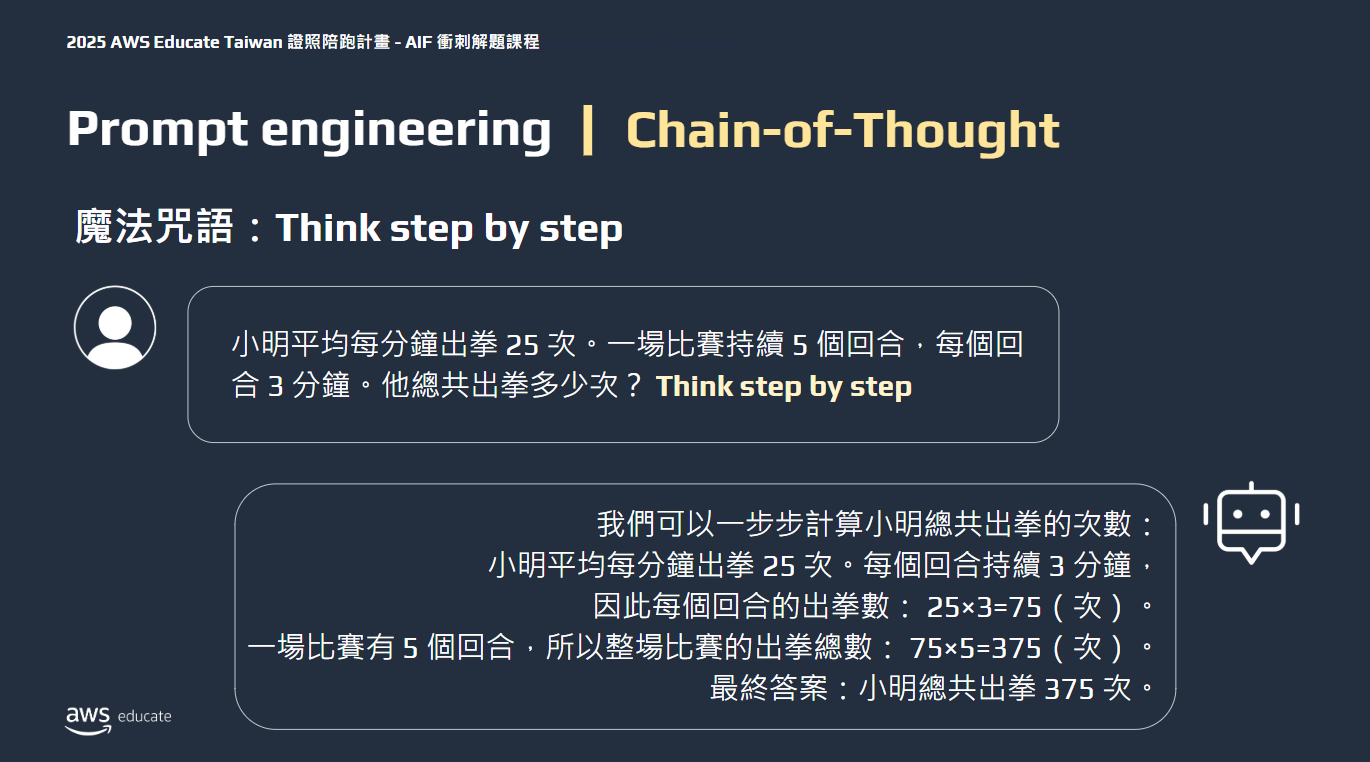 2025 AWS Educate Taiwan 證照陪跑計畫 - AIF 衝刺解題課程
Prompt engearing | Chain-of-Thought
魔法咒語：Think step by step
小明平均每分鐘出拳 25 次。一場比賽持續 5 個回合，每個回
合 3 分鐘。他總共出拳多少次？ Think step by step
我們可以一步步計算小明總共出拳的次數：
小明平均每分鐘出拳 25 次。每個回合持續 3 分鐘，
因此每個回合的出拳數： 25×3=75（次）。
一場比賽有 5 個回合，所以整場比賽的出拳總數： 75×5=375（次）。
最終答案：小明總共出拳 375 次。
aws educate